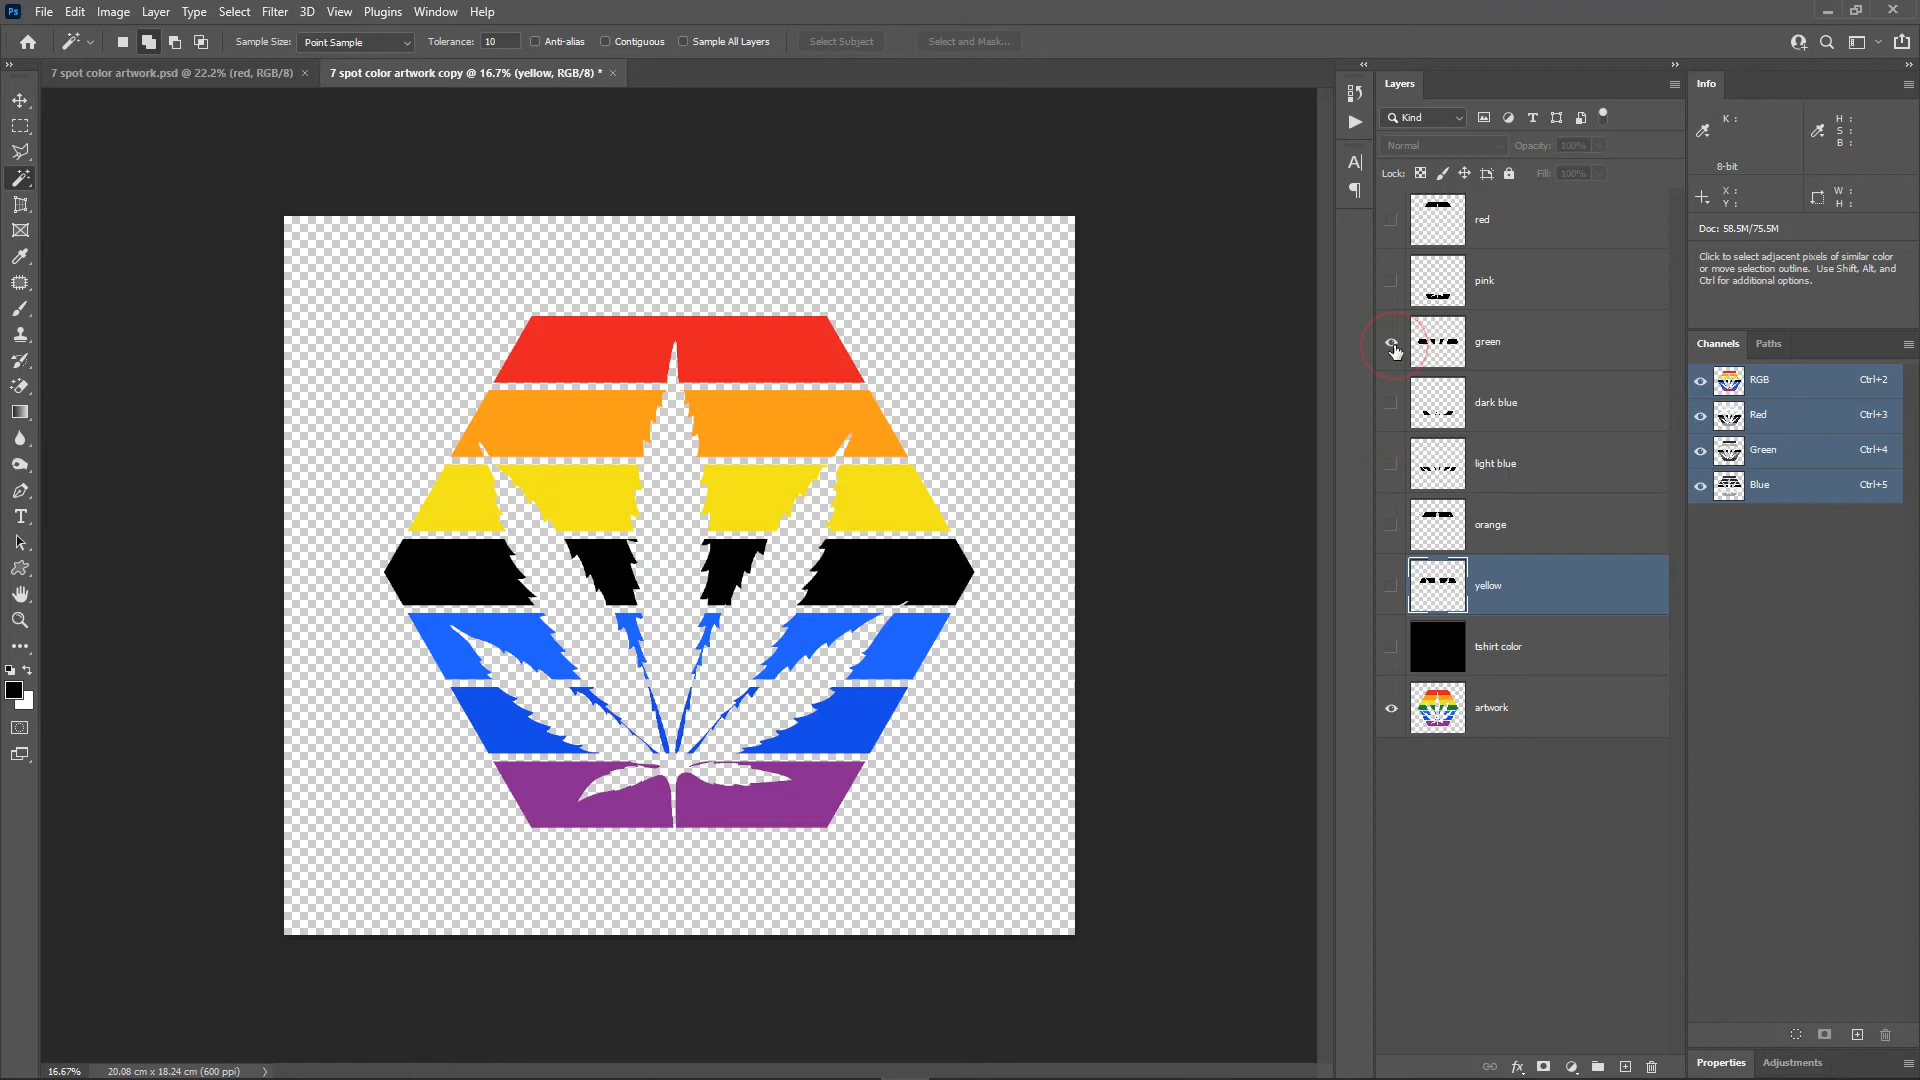 Ps File Edit Image Layer Type Select Filter 3D View Plugins Window Help
Sample Size: Point Sample Tolerance: 10 Anti-alias Contiguous Sample All Layers Select Subject Select and Mask...
7 spot color artwork.psd @ 22.2% (red, RGB/8) × 7 spot color artwork copy @ 16.7% (yellow, RGB/8) * ×
Layers
Kind
Normal Opacity: 100%
Lock: Fill: 100%
red
pink
green
dark blue
light blue
orange
yellow
tshirt color
artwork
Info
K :
H :
S :
B :
8-bit
X :
Y :
W :
H :
Doc: 58.5M/75.5M
Click to select adjacent pixels of similar color
or move selection outline. Use Shift, Alt, and
Ctrl for additional options.
Channels Paths
RGB Ctrl+2
Red Ctrl+3
Green Ctrl+4
Blue Ctrl+5
Properties Adjustments
16.67% 20.08 cm x 18.24 cm (600 ppi)